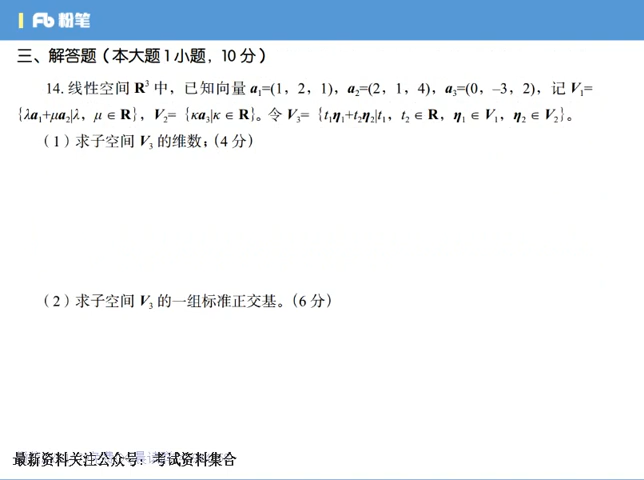 粉笔
三、解答题（本大题1小题，10分）
14.线性空间 R³ 中，已知向量 a₁=(1，2，1)，a₂=(2，1，4)，a₃=(0，–3，2)，记 V₁=
{λa₁+μa₂|λ，μ∈R}，V₂={κa₃|κ∈R}。令 V₃={t₁η₁+t₂η₂|t₁，t₂∈R，η₁∈V₁，η₂∈V₂}。
（1）求子空间 V₃ 的维数；（4分）
（2）求子空间 V₃ 的一组标准正交基。（6分）
最新资料关注公众号：考试资料集合